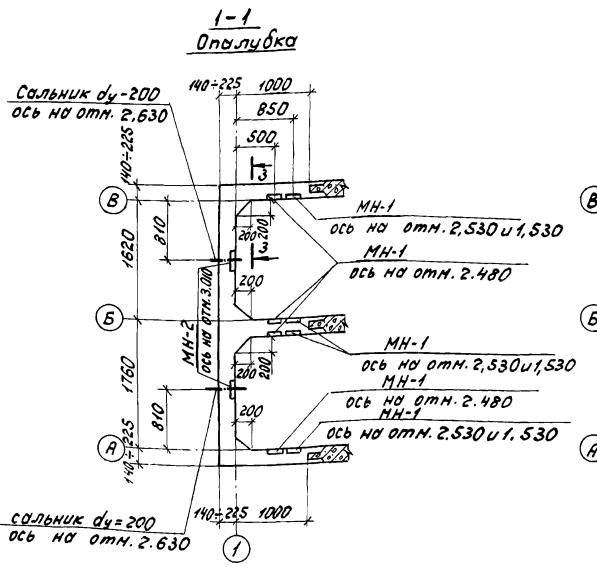 1-1
Опалубка
Сальник dу-200
ось на отм. 2,630
140÷225 1000
850
500
3
140÷225
В
В
810
1620
200
200
МН-1
ось на отм. 2,530 и 1,530
3
МН-1
ось на отм. 2.480
МН-2
ось на отм. 3.010
200
Б
Б
1760
200
200
МН-1
ось на отм. 2,530 и 1,530
МН-1
ось на отм. 2.480
МН-1
ось на отм. 2.530 и 1.530
810
200
А
А
140÷225
сальник dу=200
ось на отм. 2.630
140÷225 1000
1